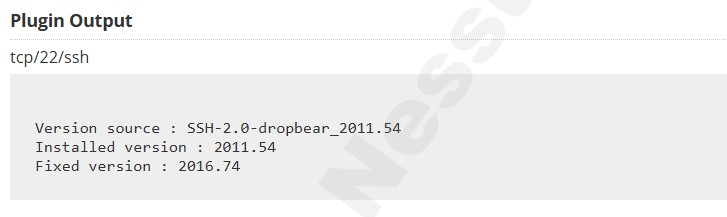 Plugin Output
tcp/22/ssh
Version source : SSH-2.0-dropbear_2011.54
Installed version : 2011.54
Fixed version : 2016.74
Nessu